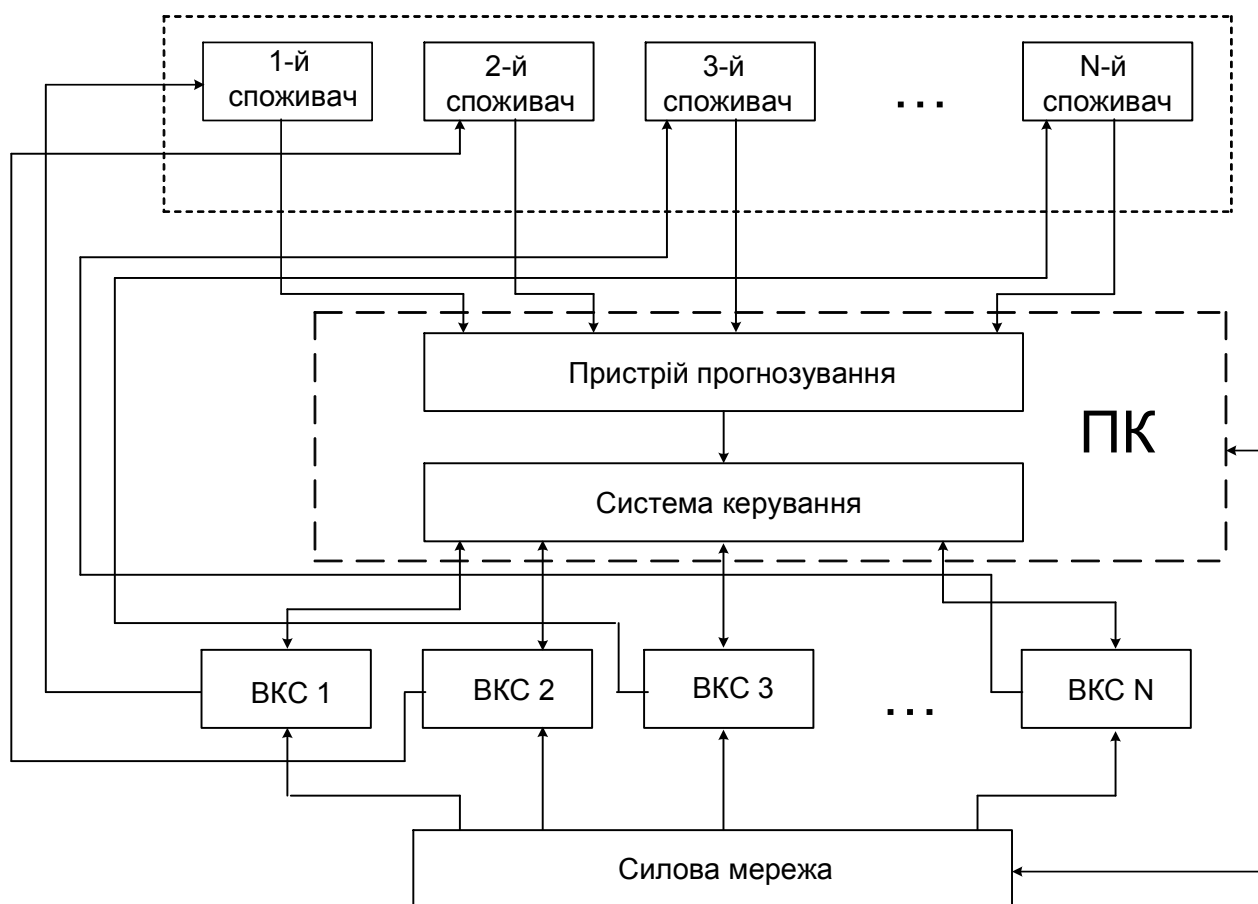 1-й
споживач
2-й
споживач
3-й
споживач
...
N-й
споживач
Пристрій прогнозування
ПК
Система керування
ВКС 1
ВКС 2
ВКС 3
...
ВКС N
Силова мережа